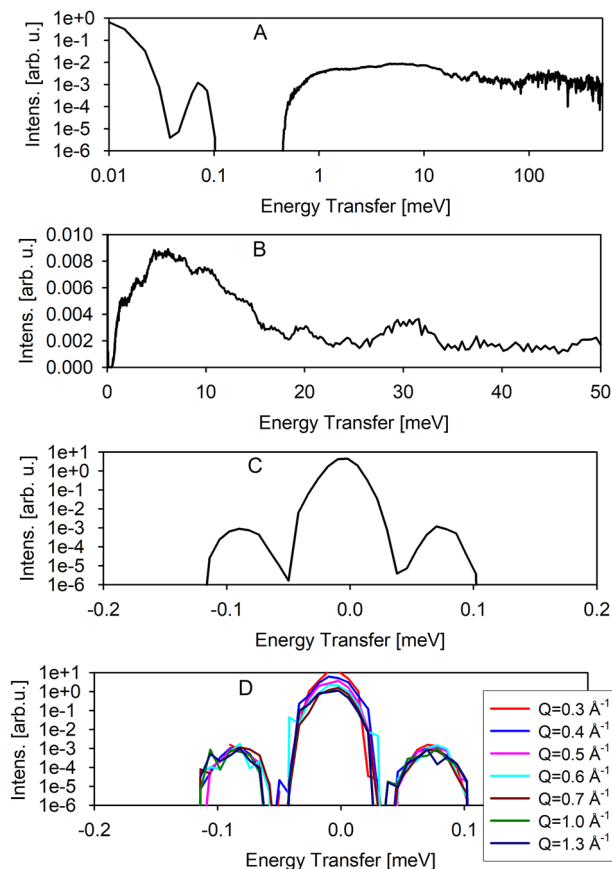 A
Intens. [arb. u.]
1e+0
1e-1
1e-2
1e-3
1e-4
1e-5
1e-6
0.01 0.1 1 10 100
Energy Transfer [meV]
B
Intens. [arb. u.]
0.010
0.008
0.006
0.004
0.002
0.000
0 10 20 30 40 50
Energy Transfer [meV]
C
Intens. [arb. u.]
1e+1
1e+0
1e-1
1e-2
1e-3
1e-4
1e-5
1e-6
-0.2 -0.1 0.0 0.1 0.2
Energy Transfer [meV]
D
Intens. [arb.u.]
1e+1
1e+0
1e-1
1e-2
1e-3
1e-4
1e-5
1e-6
-0.2 -0.1 0.0 0.1
Energy Transfer [meV]
Q=0.3 Å⁻¹
Q=0.4 Å⁻¹
Q=0.5 Å⁻¹
Q=0.6 Å⁻¹
Q=0.7 Å⁻¹
Q=1.0 Å⁻¹
Q=1.3 Å⁻¹